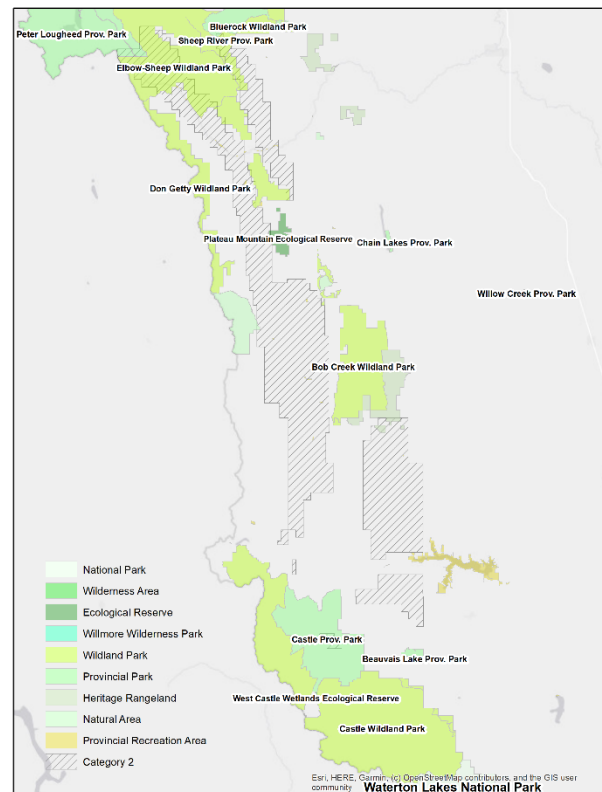 Bluerock Wildland Park
Peter Lougheed Prov. Park
Sheep River Prov. Park
Elbow-Sheep Wildland Park
Don Getty Wildland Park
Plateau Mountain Ecological Reserve
Chain Lakes Prov. Park
Willow Creek Prov. Park
Bob Creek Wildland Park
National Park
Wilderness Area
Ecological Reserve
Willmore Wilderness Park
Wildland Park
Provincial Park
Heritage Rangeland
Natural Area
Provincial Recreation Area
Category 2
Castle Prov. Park
Beauvais Lake Prov. Park
West Castle Wetlands Ecological Reserve
Castle Wildland Park
Esri, HERE, Garmin, (c) OpenStreetMap contributors, and the GIS user
community
Waterton Lakes National Park